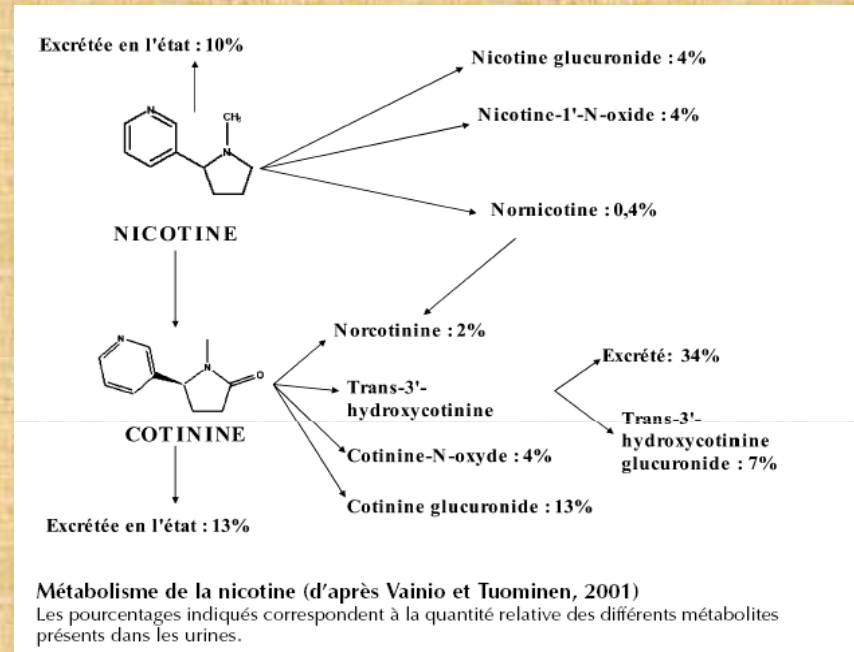 Excrétée en l'état : 10%
Nicotine glucuronide : 4%
Nicotine-1'-N-oxide : 4%
N
CH₃
N
Nornicotine : 0,4%
NICOTINE
Norcotinine : 2%
N
N
O
Excrété: 34%
Trans-3'-
hydroxycotinine
Trans-3'-
hydroxycotinine
glucuronide : 7%
COTININE
Cotinine-N-oxyde : 4%
Cotinine glucuronide : 13%
Excrétée en l'état : 13%
Métabolisme de la nicotine (d'après Vainio et Tuominen, 2001)
Les pourcentages indiqués correspondent à la quantité relative des différents métabolites
présents dans les urines.